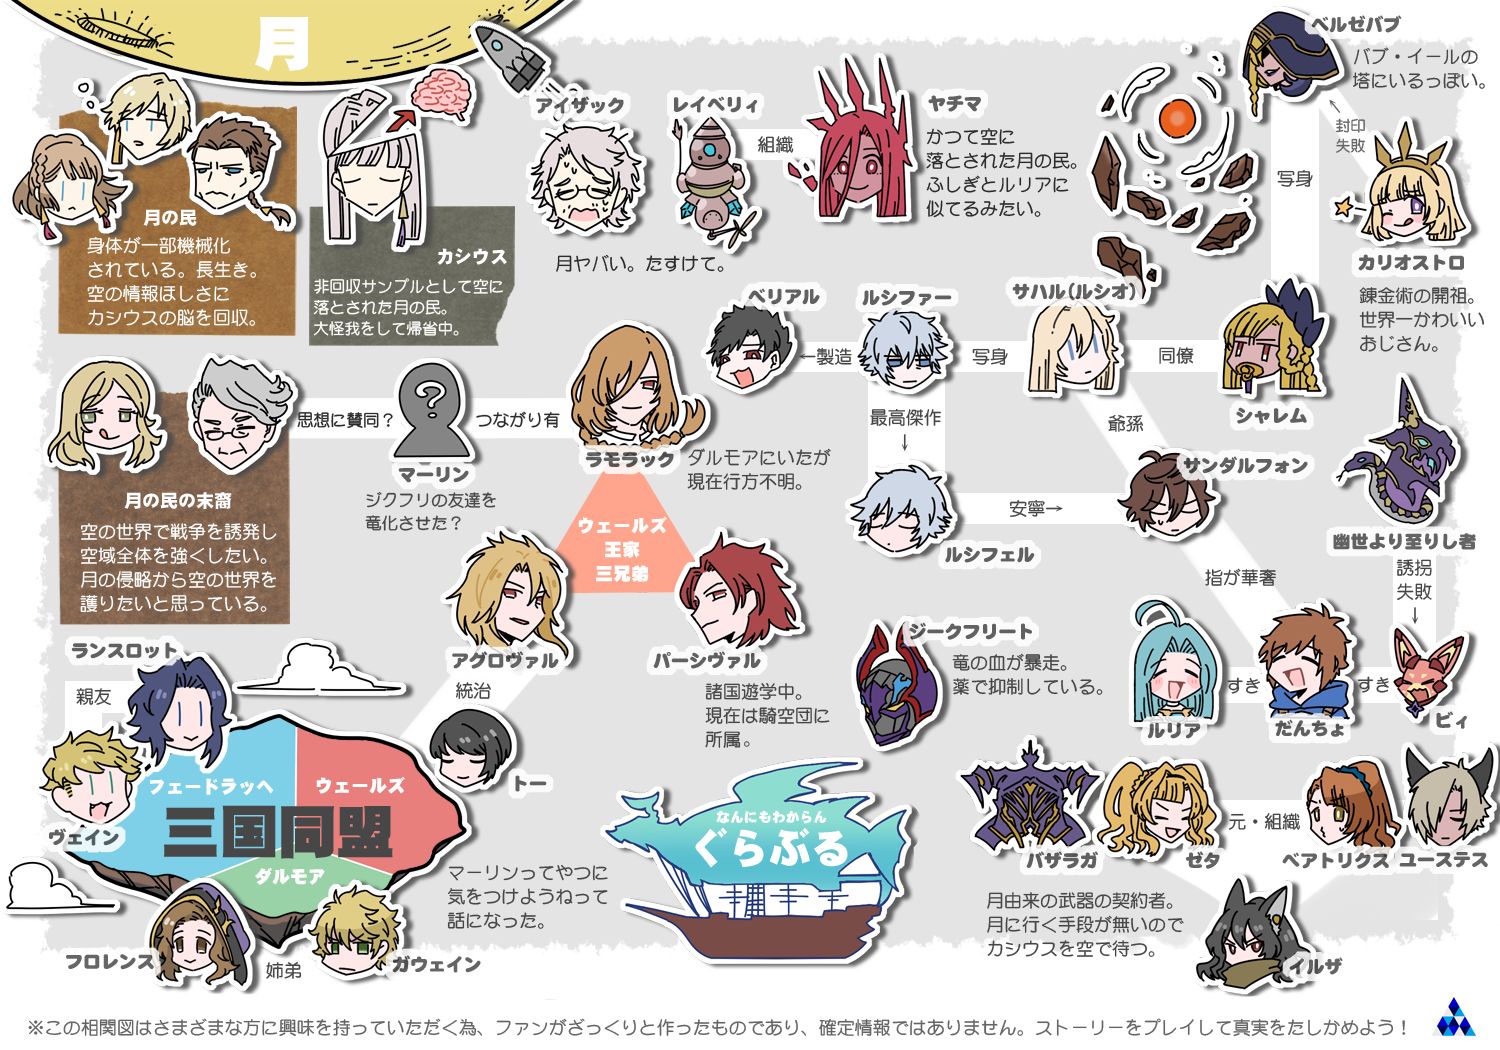 月
月の民
身体が一部機械化
されている。長生き。
空の情報ほしさに
カシウスの脳を回収。
カシウス
非回収サンプルとして空に
落とされた月の民。
大怪我をして帰省中。
アイザック
月ヤバい。たすけて。
レイベリィ
組織
ヤチマ
かつて空に
落とされた月の民。
ふしぎとルリアに
似てるみたい。
ベルゼバブ
バブ・イールの
塔にいるっぽい。
封印
失敗
写身
カリオストロ
錬金術の開祖。
世界一かわいい
おじさん。
ベリアル
←製造
ルシファー
写身
サハル(ルシオ)
同僚
シャレム
月の民の末裔
空の世界で戦争を誘発し
空域全体を強くしたい。
月の侵略から空の世界を
護りたいと思っている。
思想に賛同?
?
マーリン
ジクフリの友達を
竜化させた?
つながり有
ラモラック
ダルモアにいたが
現在行方不明。
ウェールズ
王家
三兄弟
最高傑作
↓
ルシフェル
安寧→
サンダルフォン
爺孫
指が華奢
幽世より至りし者
誘拐
失敗
↓
アグロヴァル
統治
パーシヴァル
諸国遊学中。
現在は騎空団に
所属。
ジークフリート
竜の血が暴走。
薬で抑制している。
ルリア
すき
だんちょ
すき
ビィ
ランスロット
親友
ヴェイン
フェードラッヘ
ウェールズ
三国同盟
ダルモア
トー
フロレンス
姉弟
ガウェイン
マーリンってやつに
気をつけようねって
話になった。
なんにもわからん
ぐらぶる
バザラガ
ゼタ
元・組織
ベアトリクス
ユーステス
月由来の武器の契約者。
月に行く手段が無いので
カシウスを空で待つ。
イルザ
※この相関図はさまざまな方に興味を持っていただく為、ファンがざっくりと作ったものであり、確定情報ではありません。ストーリーをプレイして真実をたしかめよう!